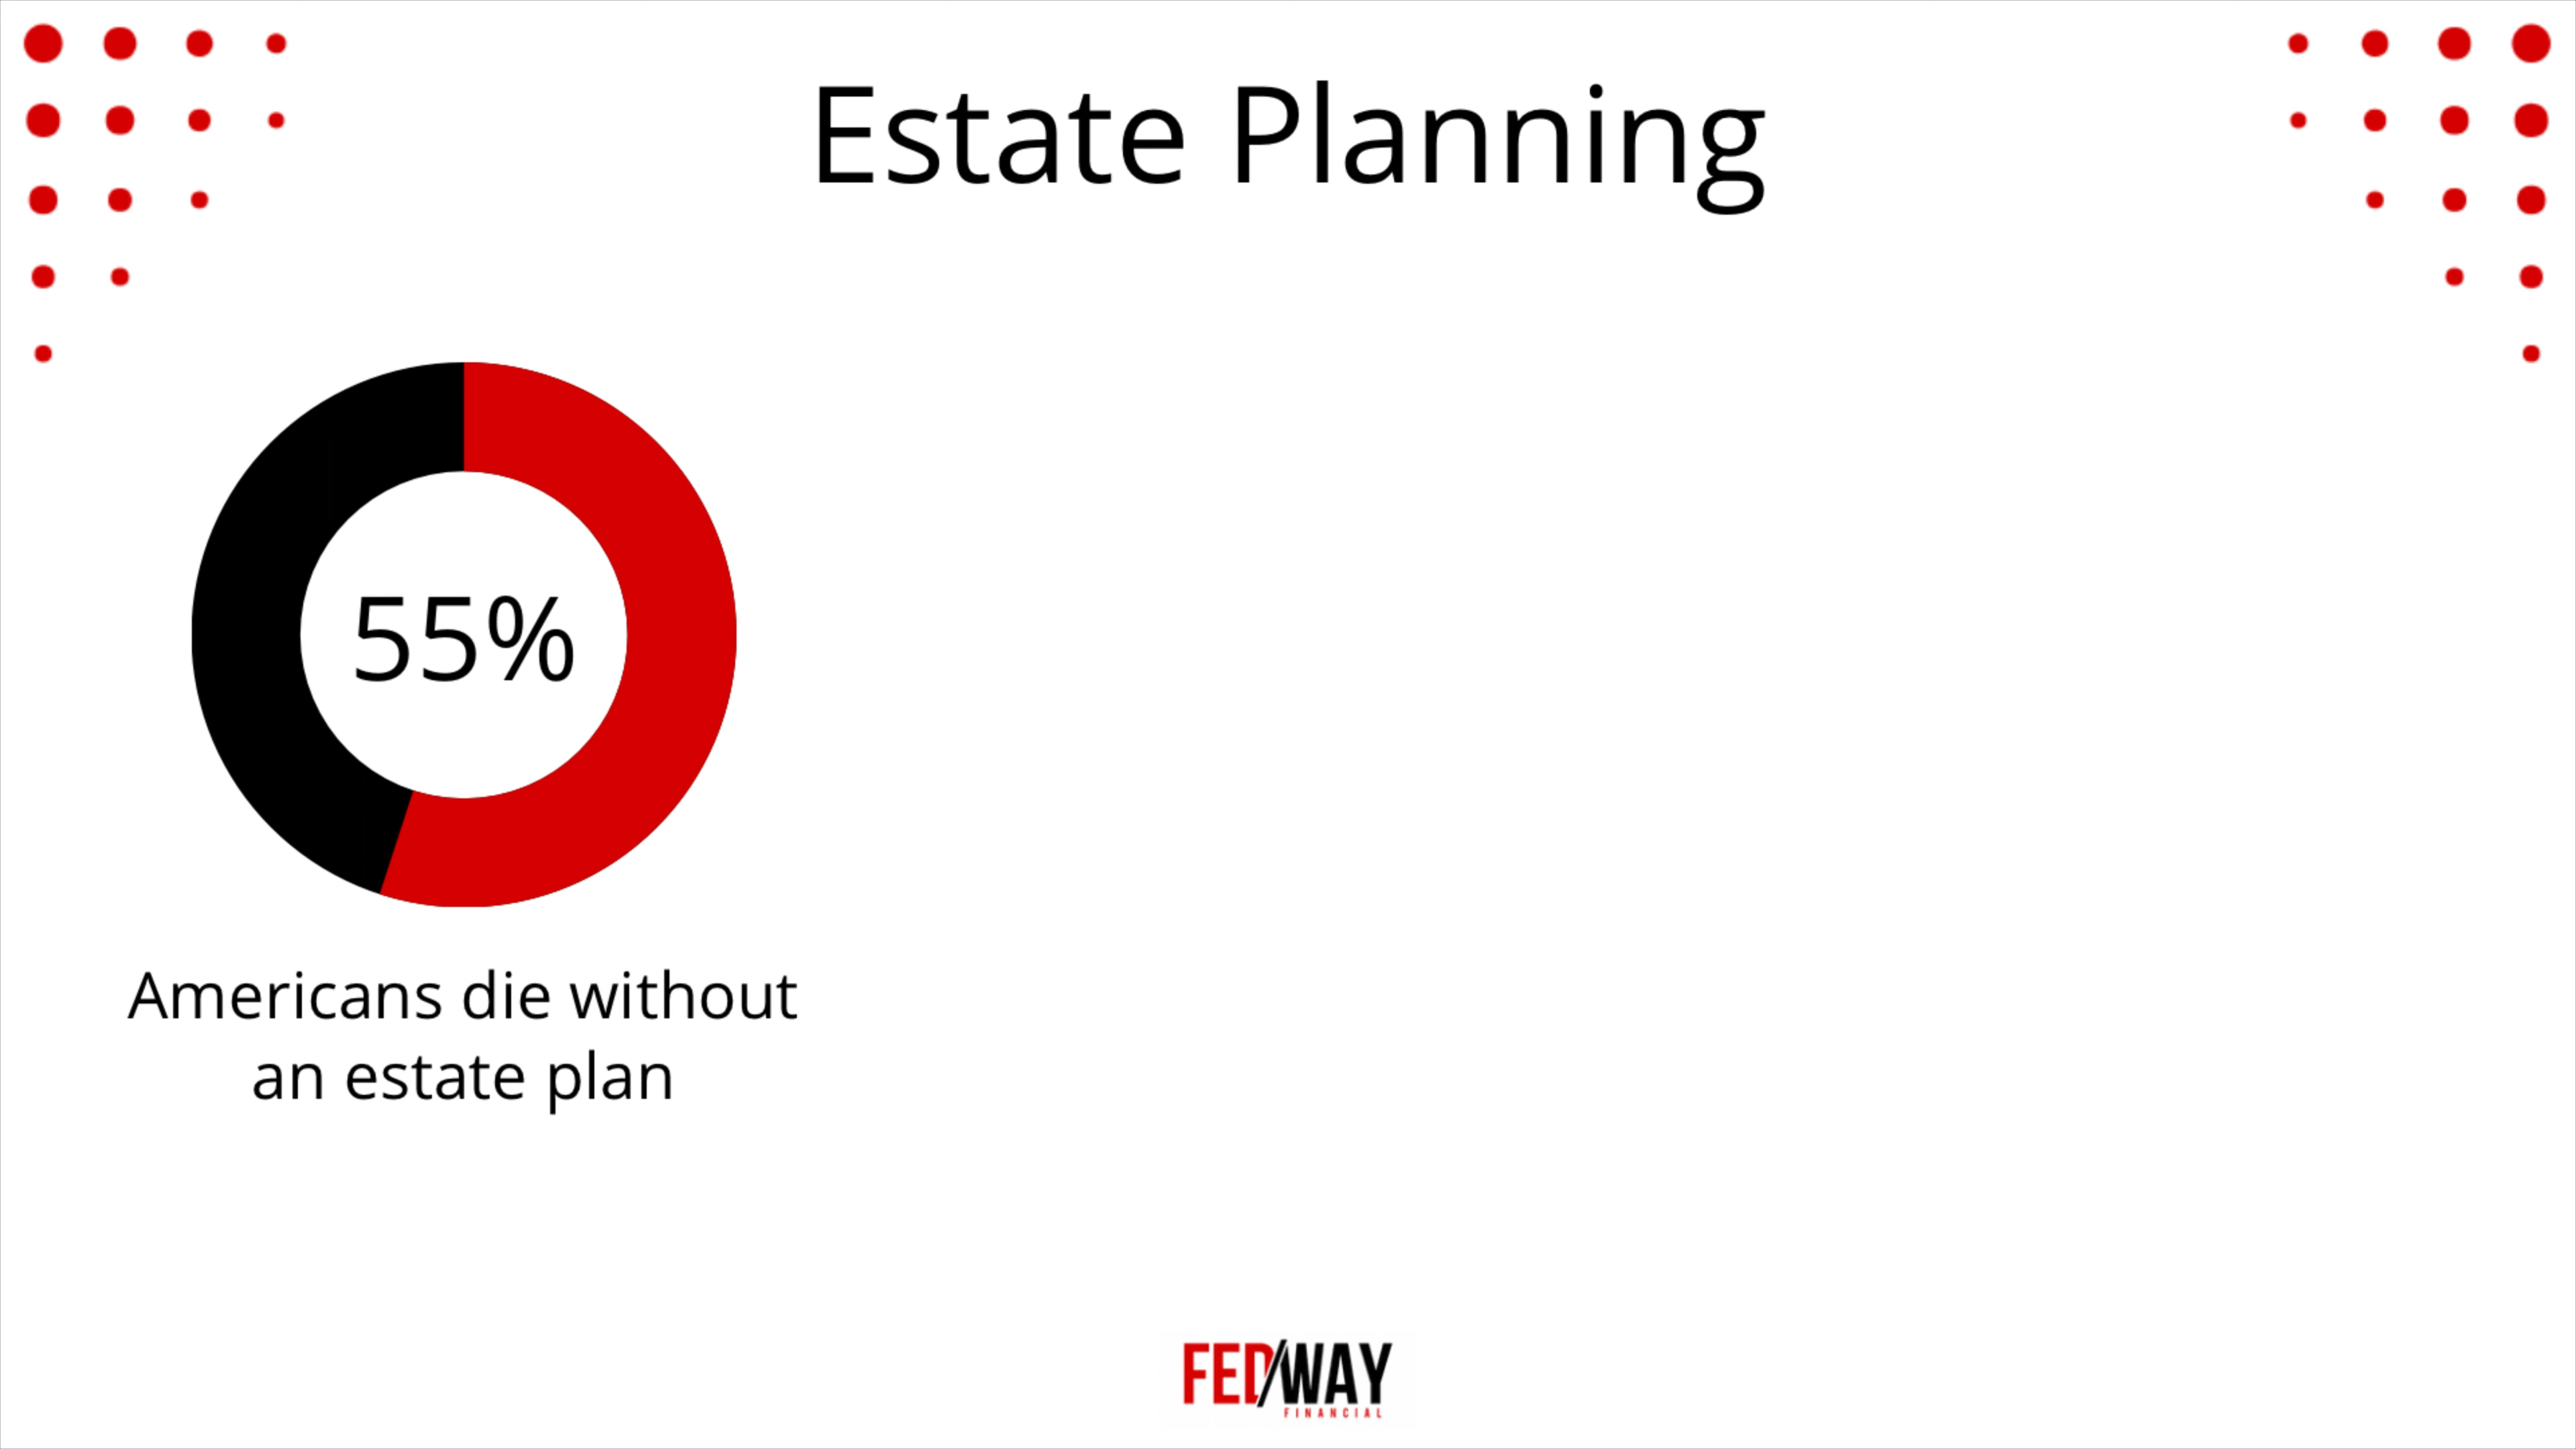 Estate Planning
55%
Americans die without
an estate plan
FED/WAY
FINANCIAL